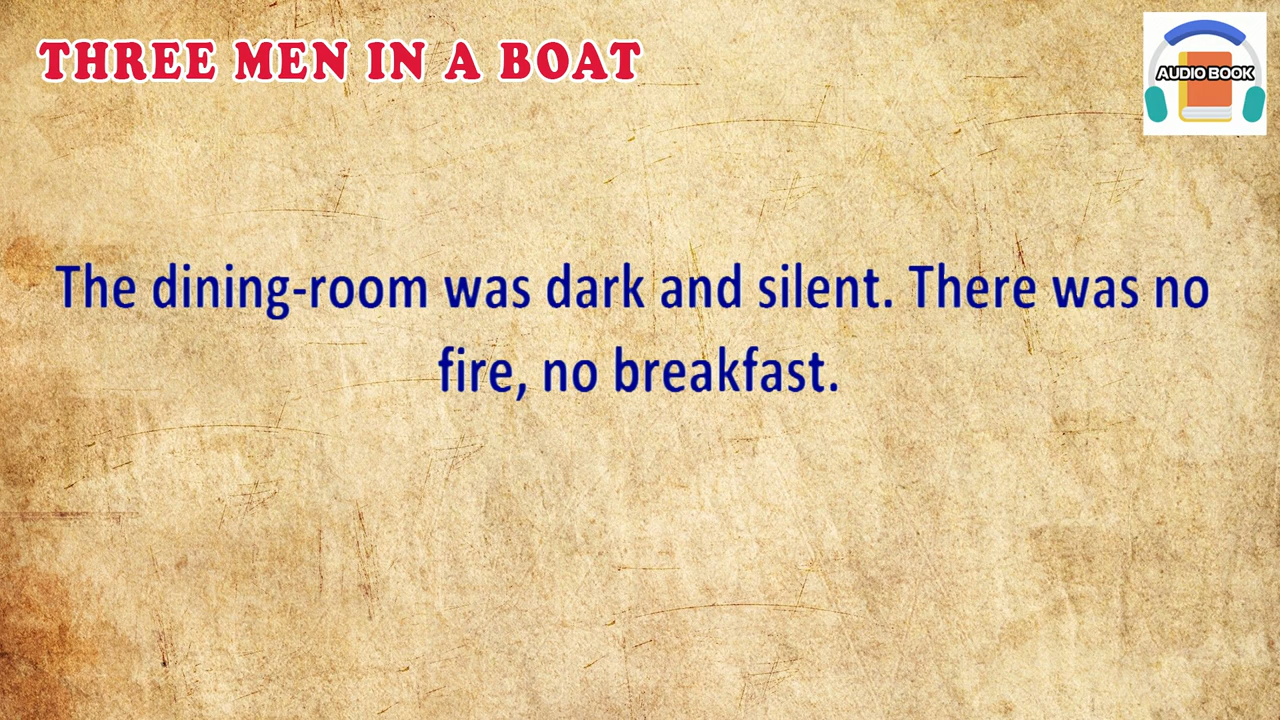 THREE MEN IN A BOAT
AUDIO BOOK
The dining-room was dark and silent. There was no
fire, no breakfast.